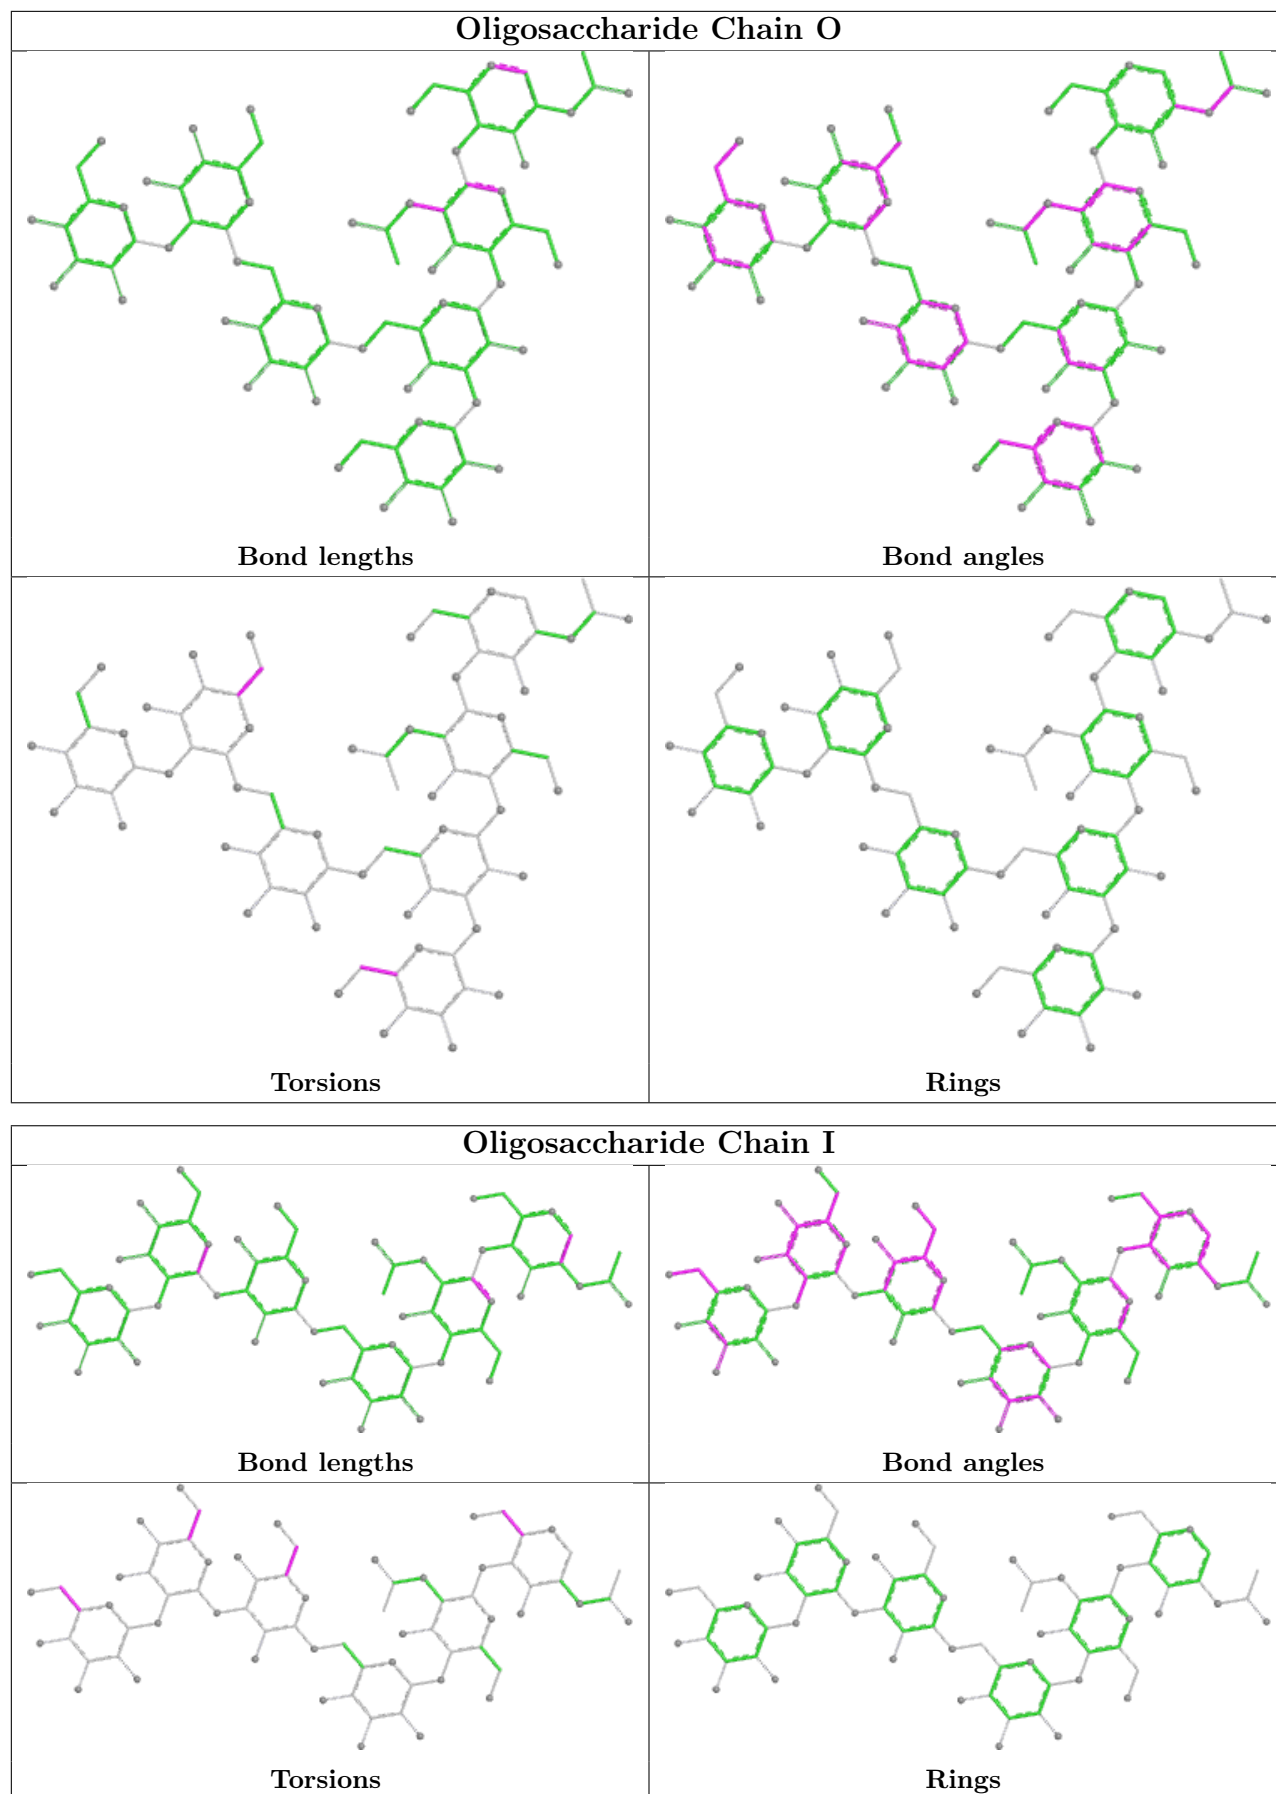 Oligosaccharide Chain O
Bond lengths
Bond angles
Torsions
Rings
Oligosaccharide Chain I
Bond lengths
Bond angles
Torsions
Rings